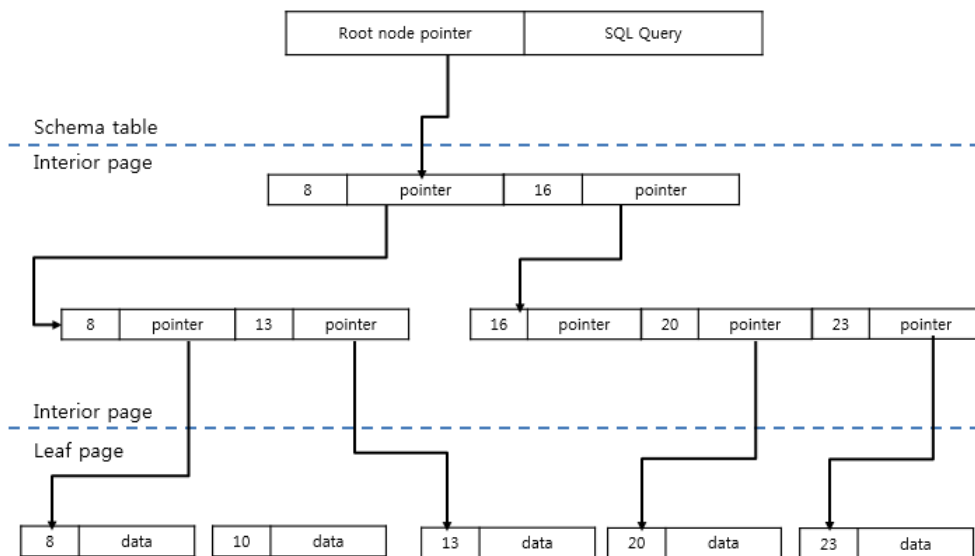 Root node pointer SQL Query
Schema table
Interior page
8 pointer 16 pointer
8 pointer 13 pointer 16 pointer 20 pointer 23 pointer
Interior page
Leaf page
8 data 10 data 13 data 20 data 23 data